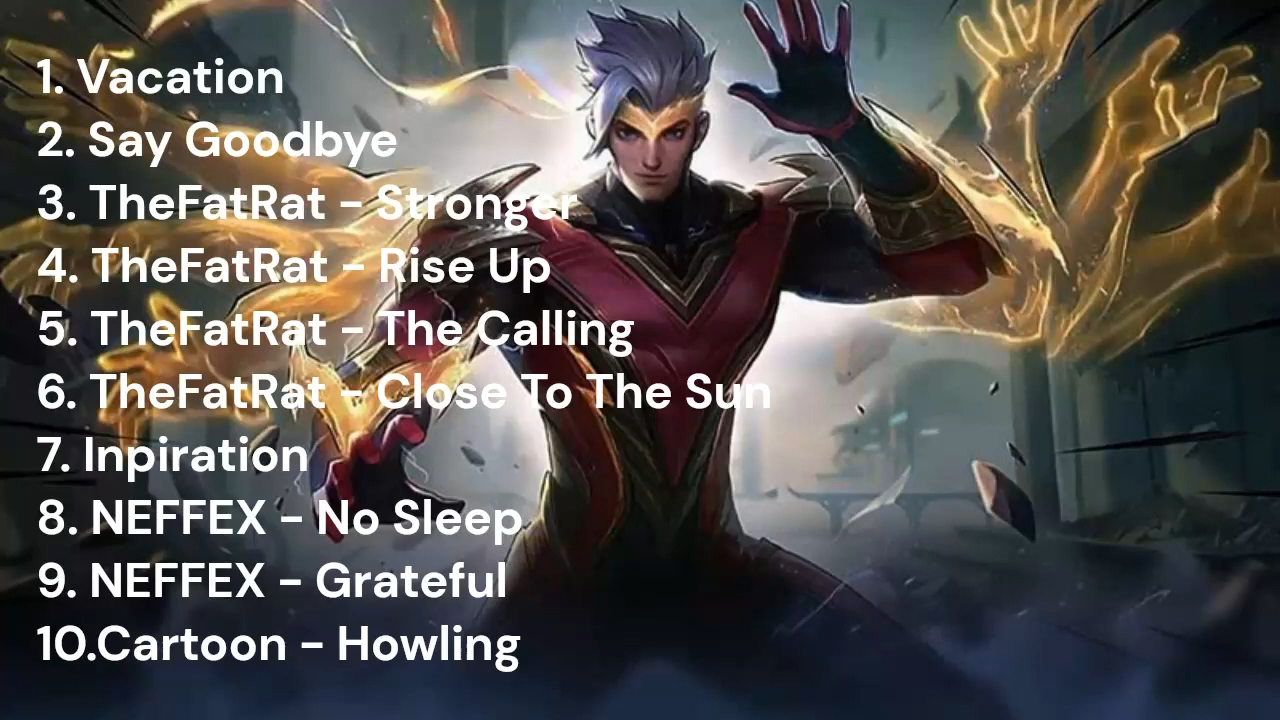 1. Vacation
2. Say Goodbye
3. TheFatRat - Stronger
4. TheFatRat - Rise Up
5. TheFatRat - The Calling
6. TheFatRat - Close To The Sun
7. Inpiration
8. NEFFEX - No Sleep
9. NEFFEX - Grateful
10.Cartoon - Howling